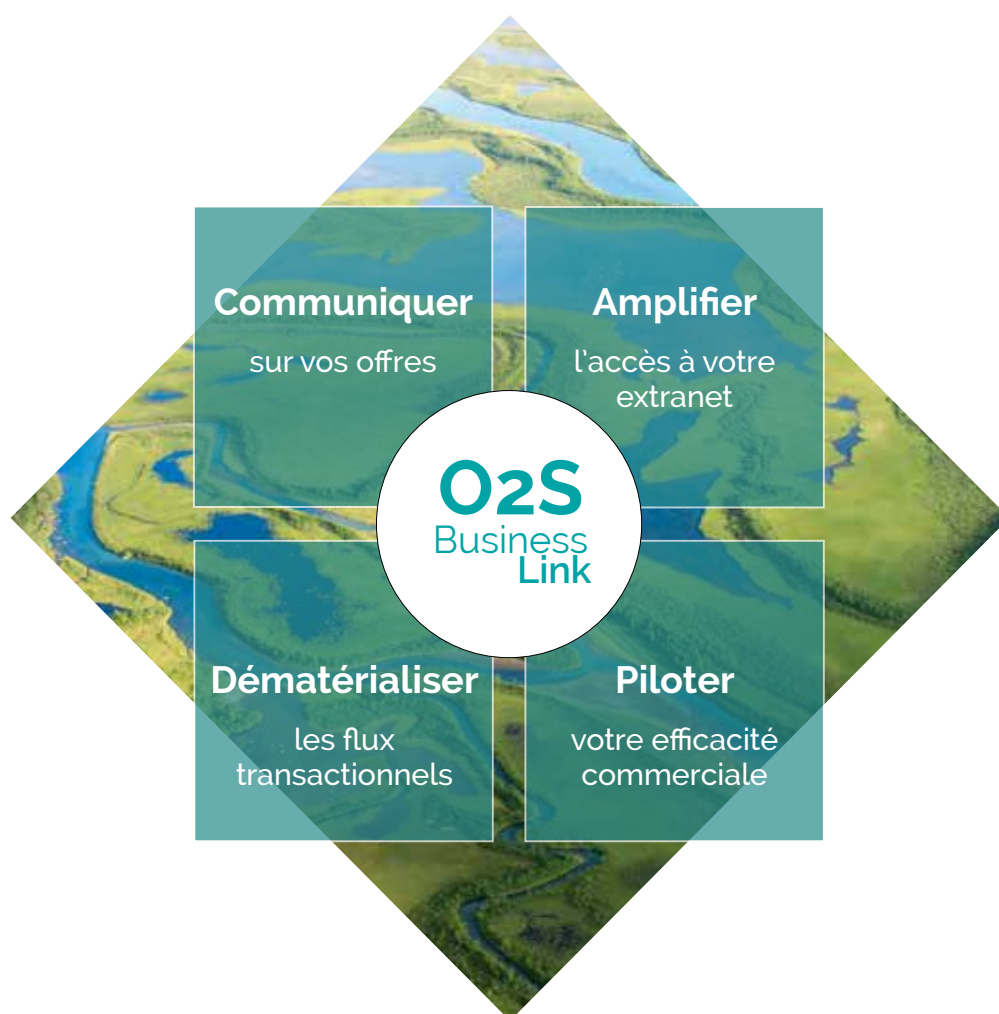 Communiquer
sur vos offres
Amplifier
l'accès à votre
extranet
O2S
Business
Link
Dématérialiser
les flux
transactionnels
Piloter
votre efficacité
commerciale